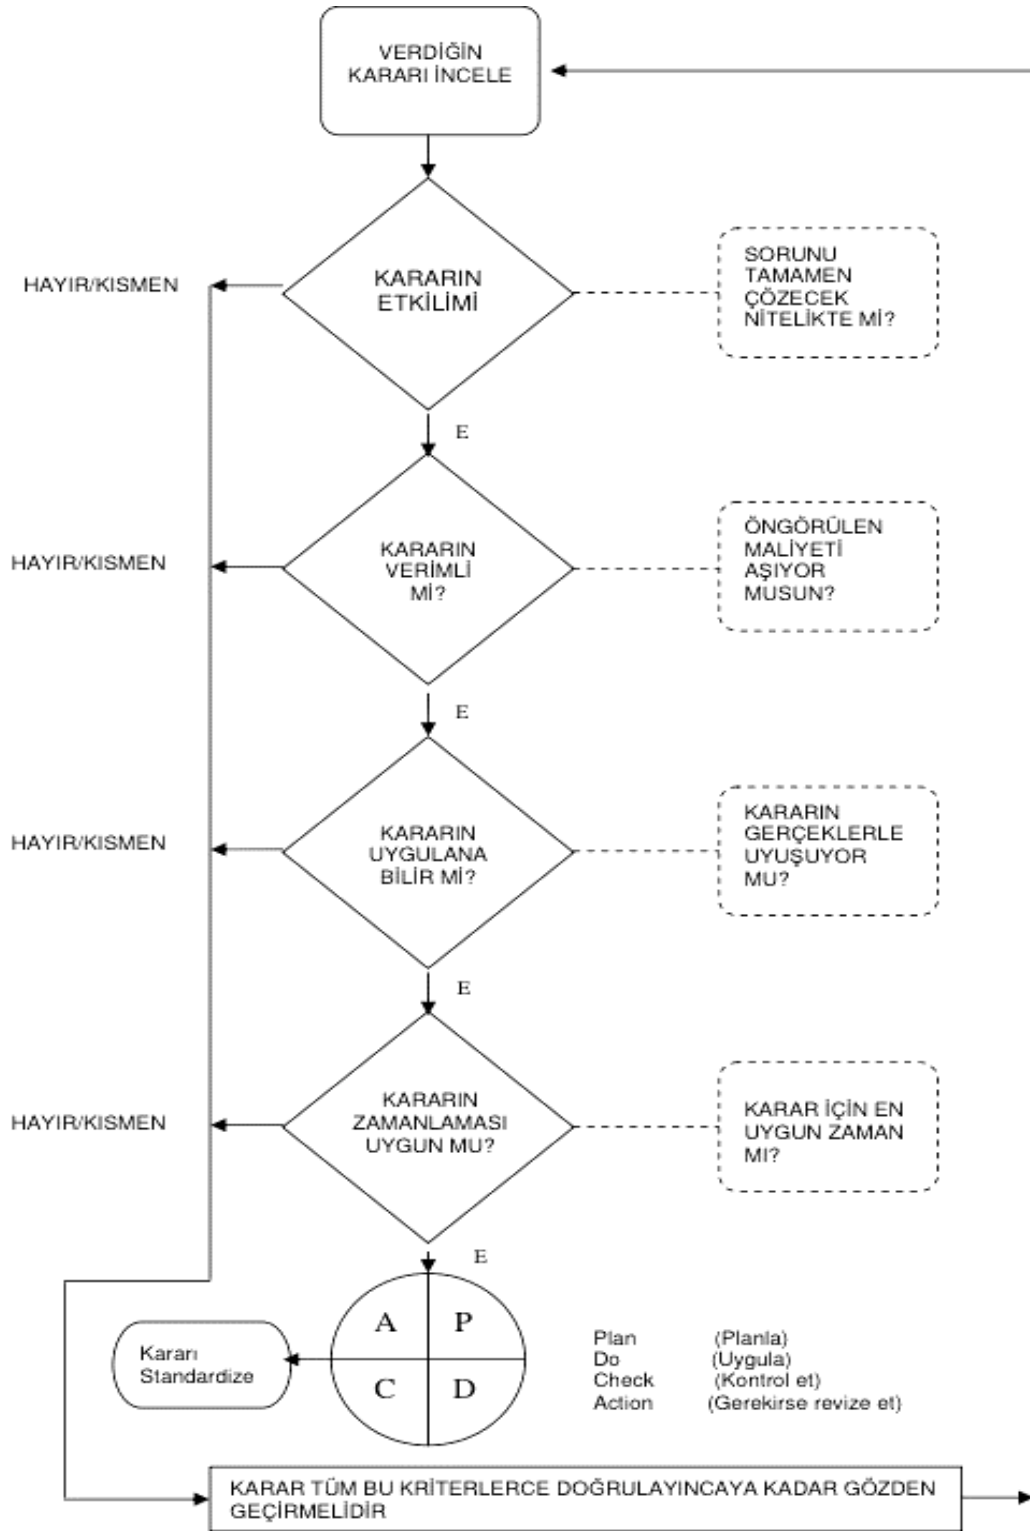 VERDİĞİN
KARARI İNCELE
HAYIR/KISMEN
KARARIN
ETKİLİMİ
SORUNU
TAMAMEN
ÇÖZECEK
NİTELİKTE Mİ?
E
HAYIR/KISMEN
KARARIN
VERİMLİ
Mİ?
ÖNGÖRÜLEN
MALİYETİ
AŞIYOR
MUSUN?
E
HAYIR/KISMEN
KARARIN
UYGULANA
BİLİR Mİ?
KARARIN
GERÇEKLERLE
UYUŞUYOR
MU?
E
HAYIR/KISMEN
KARARIN
ZAMANLAMASI
UYGUN MU?
KARAR İÇİN EN
UYGUN ZAMAN
MI?
E
A P
C D
Kararı
Standardize
Plan (Planla)
Do (Uygula)
Check (Kontrol et)
Action (Gerekirse revize et)
KARAR TÜM BU KRİTERLERCE DOĞRULAYINCAYA KADAR GÖZDEN
GEÇİRMELİDİR